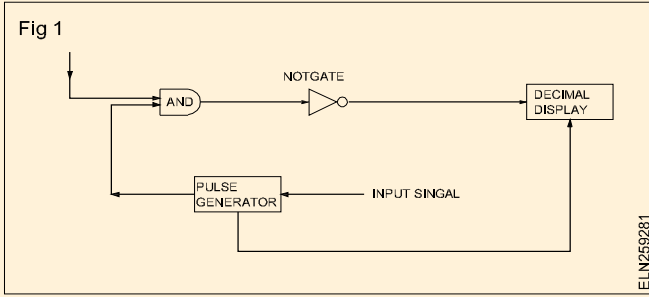 Fig 1
NOTGATE
AND
DECIMAL
DISPLAY
PULSE
GENERATOR
INPUT SINGAL
ELN259281